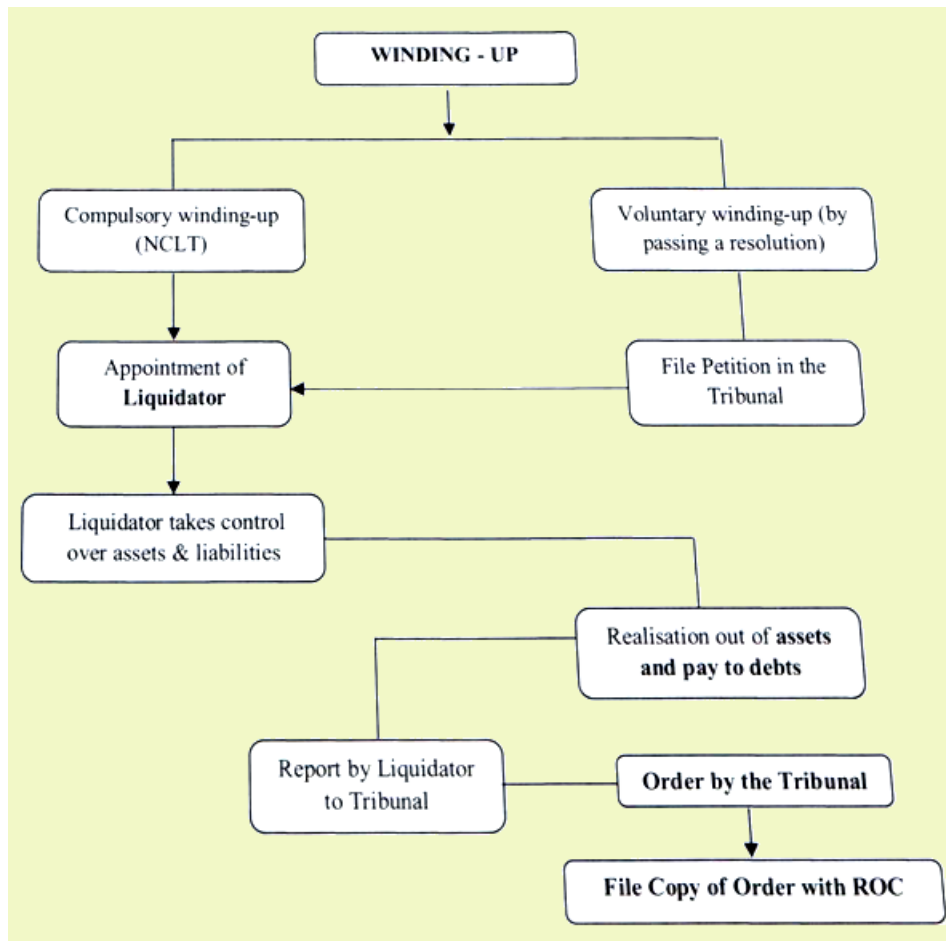 WINDING - UP
Compulsory winding-up
(NCLT)
Voluntary winding-up (by
passing a resolution)
Appointment of
Liquidator
File Petition in the
Tribunal
Liquidator takes control
over assets & liabilities
Realisation out of assets
and pay to debts
Report by Liquidator
to Tribunal
Order by the Tribunal
File Copy of Order with ROC